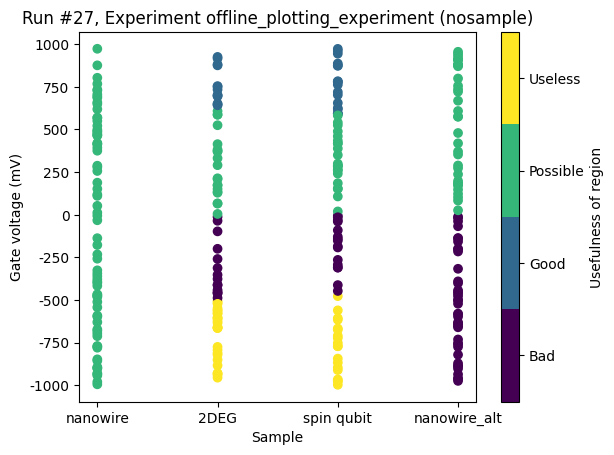 Run #27, Experiment offline_plotting_experiment (nosample)
1000
750
500
250
0
-250
-500
-750
-1000
Gate voltage (mV)
nanowire
2DEG
spin qubit
nanowire_alt
Sample
Useless
Possible
Good
Bad
Usefulness of region